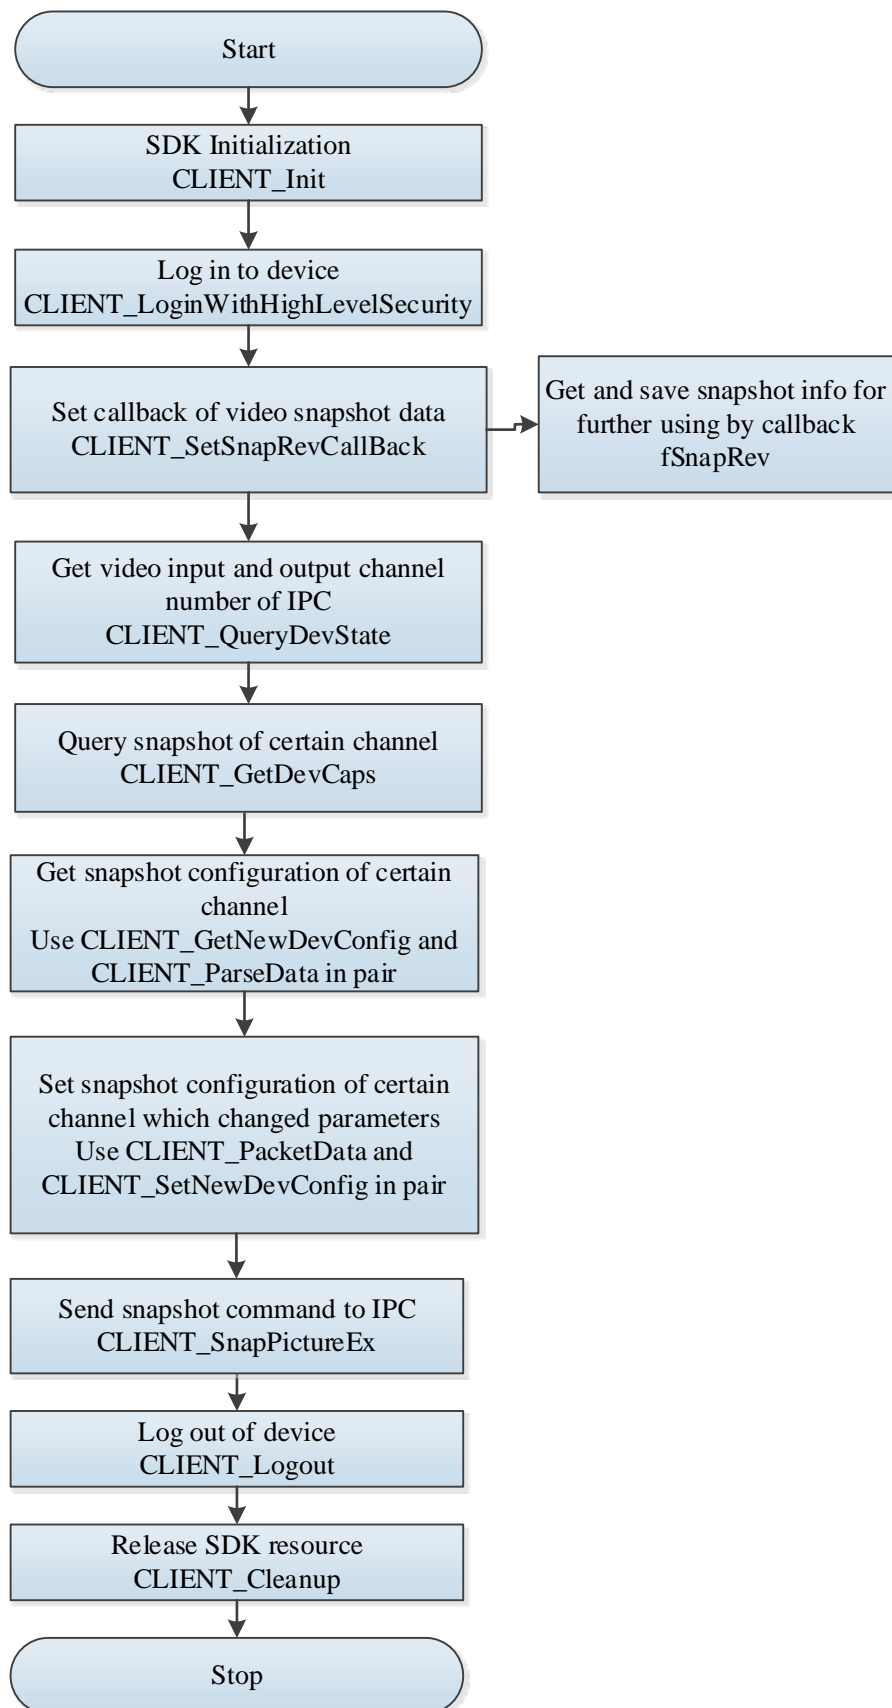 Start
SDK Initialization
CLIENT_Init
Log in to device
CLIENT_LoginWithHighLevelSecurity
Set callback of video snapshot data
CLIENT_SetSnapRevCallBack
Get and save snapshot info for
further using by callback
fSnapRev
Get video input and output channel
number of IPC
CLIENT_QueryDevState
Query snapshot of certain channel
CLIENT_GetDevCaps
Get snapshot configuration of certain
channel
Use CLIENT_GetNewDevConfig and
CLIENT_ParseData in pair
Set snapshot configuration of certain
channel which changed parameters
Use CLIENT_PacketData and
CLIENT_SetNewDevConfig in pair
Send snapshot command to IPC
CLIENT_SnapPictureEx
Log out of device
CLIENT_Logout
Release SDK resource
CLIENT_Cleanup
Stop